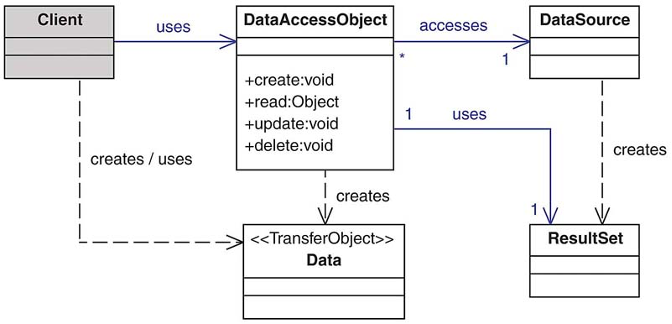 Client
uses
DataAccessObject
accesses
DataSource
*
1
+create:void
+read:Object
+update:void
+delete:void
1
uses
creates / uses
creates
creates
1
<<TransferObject>>
Data
ResultSet